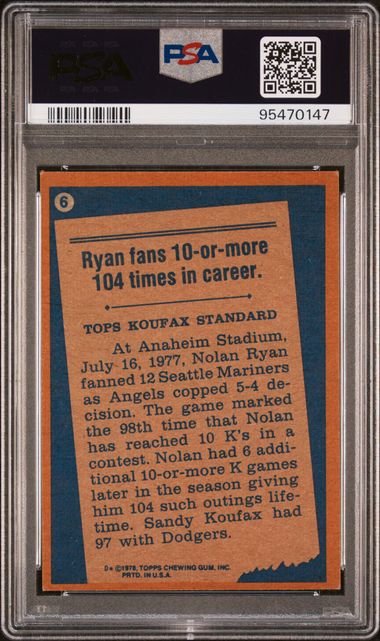 PSA
PSA
95470147
6
Ryan fans 10-or-more
104 times in career.
TOPS KOUFAX STANDARD
At Anaheim Stadium,
July 16, 1977, Nolan Ryan
fanned 12 Seattle Mariners
as Angels copped 5-4 de-
cision. The game marked
the 98th time that Nolan
has reached 10 K's in a
contest. Nolan had 6 addi-
tional 10-or-more K games
later in the season giving
him 104 such outings life-
time. Sandy Koufax had
97 with Dodgers.
D* ©1978, TOPPS CHEWING GUM, INC.
PRTD. IN U.S.A.